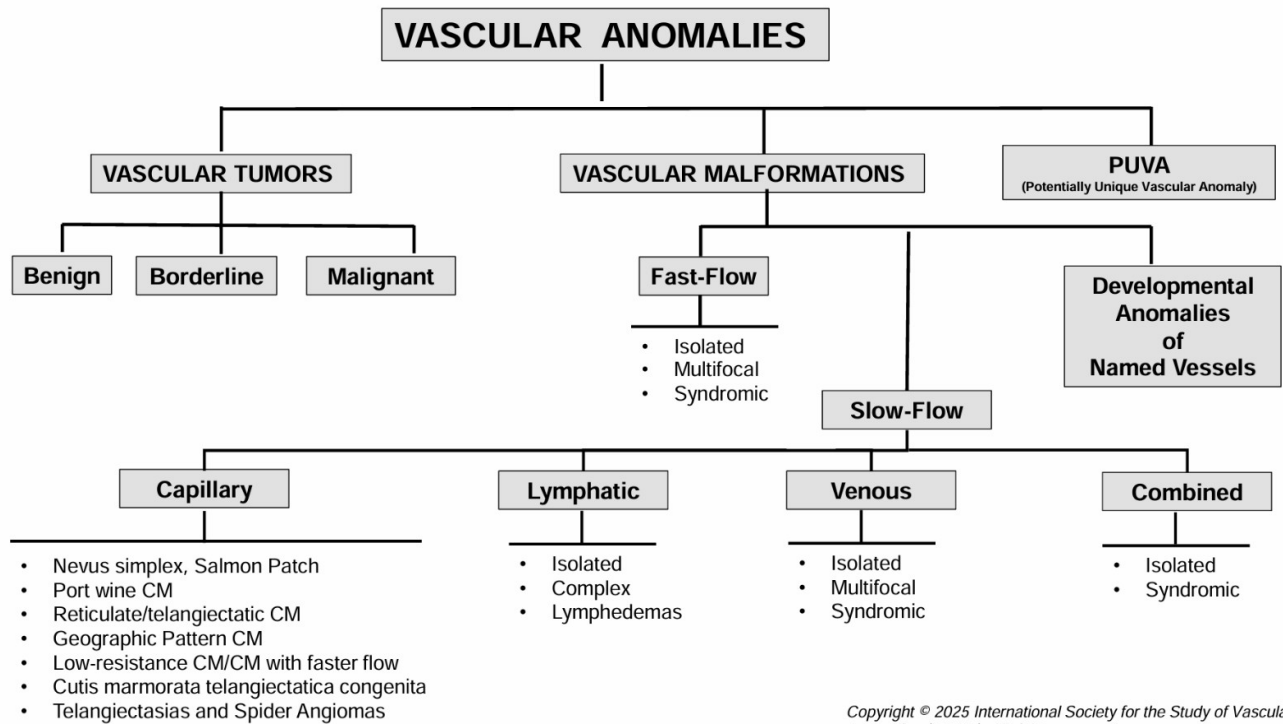 VASCULAR ANOMALIES
VASCULAR TUMORS
VASCULAR MALFORMATIONS
PUVA
(Potentially Unique Vascular Anomaly)
Benign
Borderline
Malignant
Fast-Flow
• Isolated
• Multifocal
• Syndromic
Developmental
Anomalies
of
Named Vessels
Slow-Flow
Capillary
• Nevus simplex, Salmon Patch
• Port wine CM
• Reticulate/telangiectatic CM
• Geographic Pattern CM
• Low-resistance CM/CM with faster flow
• Cutis marmorata telangiectatica congenita
• Telangiectasias and Spider Angiomas
Lymphatic
• Isolated
• Complex
• Lymphedemas
Venous
• Isolated
• Multifocal
• Syndromic
Combined
• Isolated
• Syndromic
Copyright © 2025 International Society for the Study of